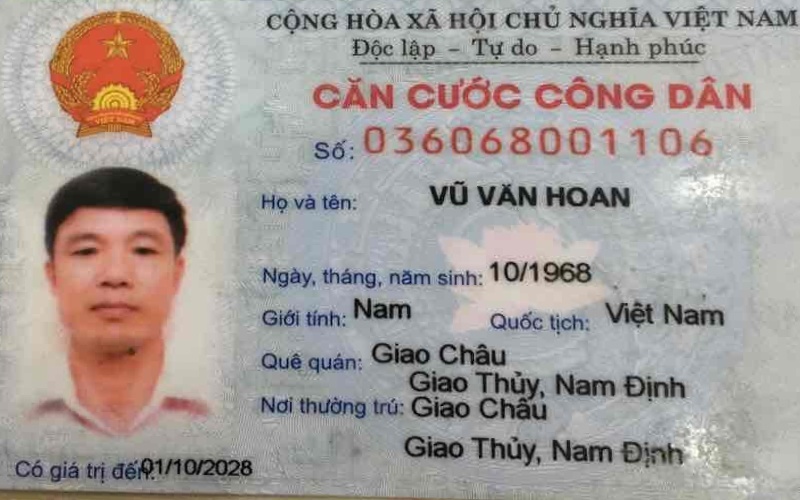 CỘNG HÒA XÃ HỘI CHỦ NGHĨA VIỆT NAM
Độc lập - Tự do - Hạnh phúc
CĂN CƯỚC CÔNG DÂN
Số: 036068001106
Họ và tên: VŨ VĂN HOAN
Ngày, tháng, năm sinh: 10/1968
Giới tính: Nam Quốc tịch: Việt Nam
Quê quán: Giao Châu
Giao Thủy, Nam Định
Nơi thường trú: Giao Châu
Giao Thủy, Nam Định
Có giá trị đến: 01/10/2028
VIỆT NAM